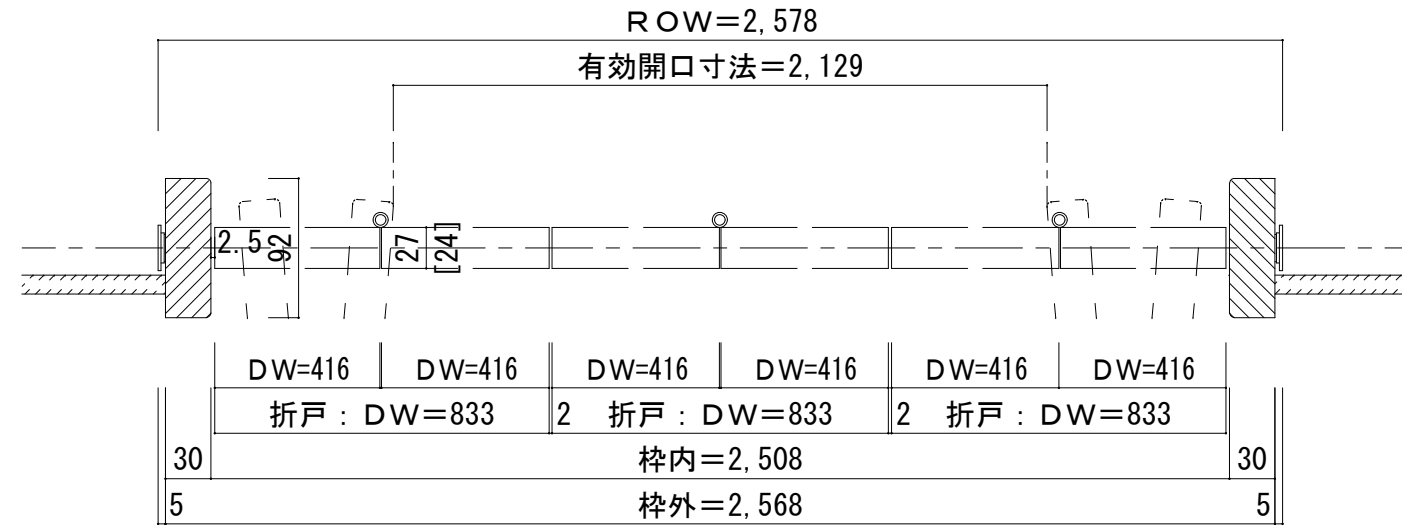 ROW=2,578
有効開口寸法=2,129
2.5
92
27
[24]
DW=416 DW=416 DW=416 DW=416 DW=416 DW=416
折戸：DW=833 2 折戸：DW=833 2 折戸：DW=833
30 枠内=2,508 30
5 枠外=2,568 5